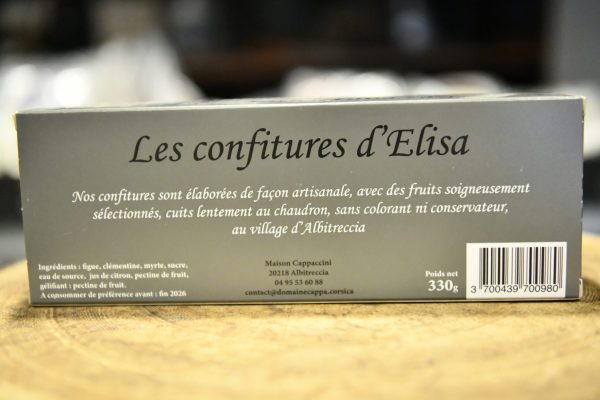 Les confitures d'Elisa
Nos confitures sont élaborées de façon artisanale, avec des fruits soigneusement
sélectionnés, cuits lentement au chaudron, sans colorant ni conservateur,
au village d'Albitreccia
Ingrédients : figue, clémentine, myrte, sucre,
eau de source, jus de citron, pectine de fruit,
gélifiant : pectine de fruit.
A consommer de préférence avant : fin 2026
Maison Cappaccini
20218 Albitreccia
04 95 53 60 88
contact@domainecappa.corsica
Poids net
330g
3 700439 700980